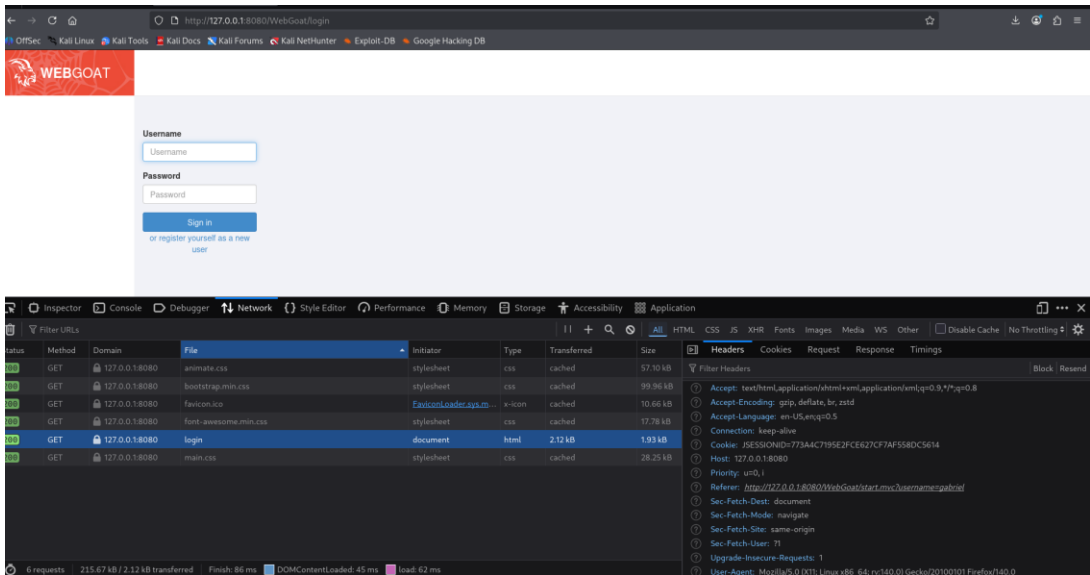 http://127.0.0.1:8080/WebGoat/login
OffSec Kali Linux Kali Tools Kali Docs Kali Forums Kali NetHunter Exploit-DB Google Hacking DB
WEBGOAT
Username
Username
Password
Password
Sign in
or register yourself as a new
user
Inspector Console Debugger Network Style Editor Performance Memory Storage Accessibility Application
Filter URLs All HTML CSS JS XHR Fonts Images Media WS Other Disable Cache No Throttling
Method Domain File Initiator Type Transferred Size Headers Cookies Request Response Timings
200 GET 127.0.0.1:8080 animate.css stylesheet css cached 57.10 kB
200 GET 127.0.0.1:8080 bootstrap.min.css stylesheet css cached 99.96 kB
200 GET 127.0.0.1:8080 favicon.ico FaviconLoader.sys.m... x-icon cached 10.66 kB
200 GET 127.0.0.1:8080 font-awesome.min.css stylesheet css cached 17.78 kB
200 GET 127.0.0.1:8080 login document html 2.12 kB 1.93 kB
200 GET 127.0.0.1:8080 main.css stylesheet css cached 28.25 kB
Filter Headers Block Resend
Accept: text/html,application/xhtml+xml,application/xml;q=0.9,*/*;q=0.8
Accept-Encoding: gzip, deflate, br, zstd
Accept-Language: en-US,en;q=0.5
Connection: keep-alive
Cookie: JSESSIONID=773A4C7195E2FCE627CF7AF558DC5614
Host: 127.0.0.1:8080
Priority: u=0, i
Referer: http://127.0.0.1:8080/WebGoat/start.mvc?username=gabriel
Sec-Fetch-Dest: document
Sec-Fetch-Mode: navigate
Sec-Fetch-Site: same-origin
Sec-Fetch-User: ?1
Upgrade-Insecure-Requests: 1
User-Agent: Mozilla/5.0 (X11; Linux x86_64; rv:140.0) Gecko/20100101 Firefox/140.0
6 requests 215.67 kB / 2.12 kB transferred Finish: 86 ms DOMContentLoaded: 45 ms load: 62 ms